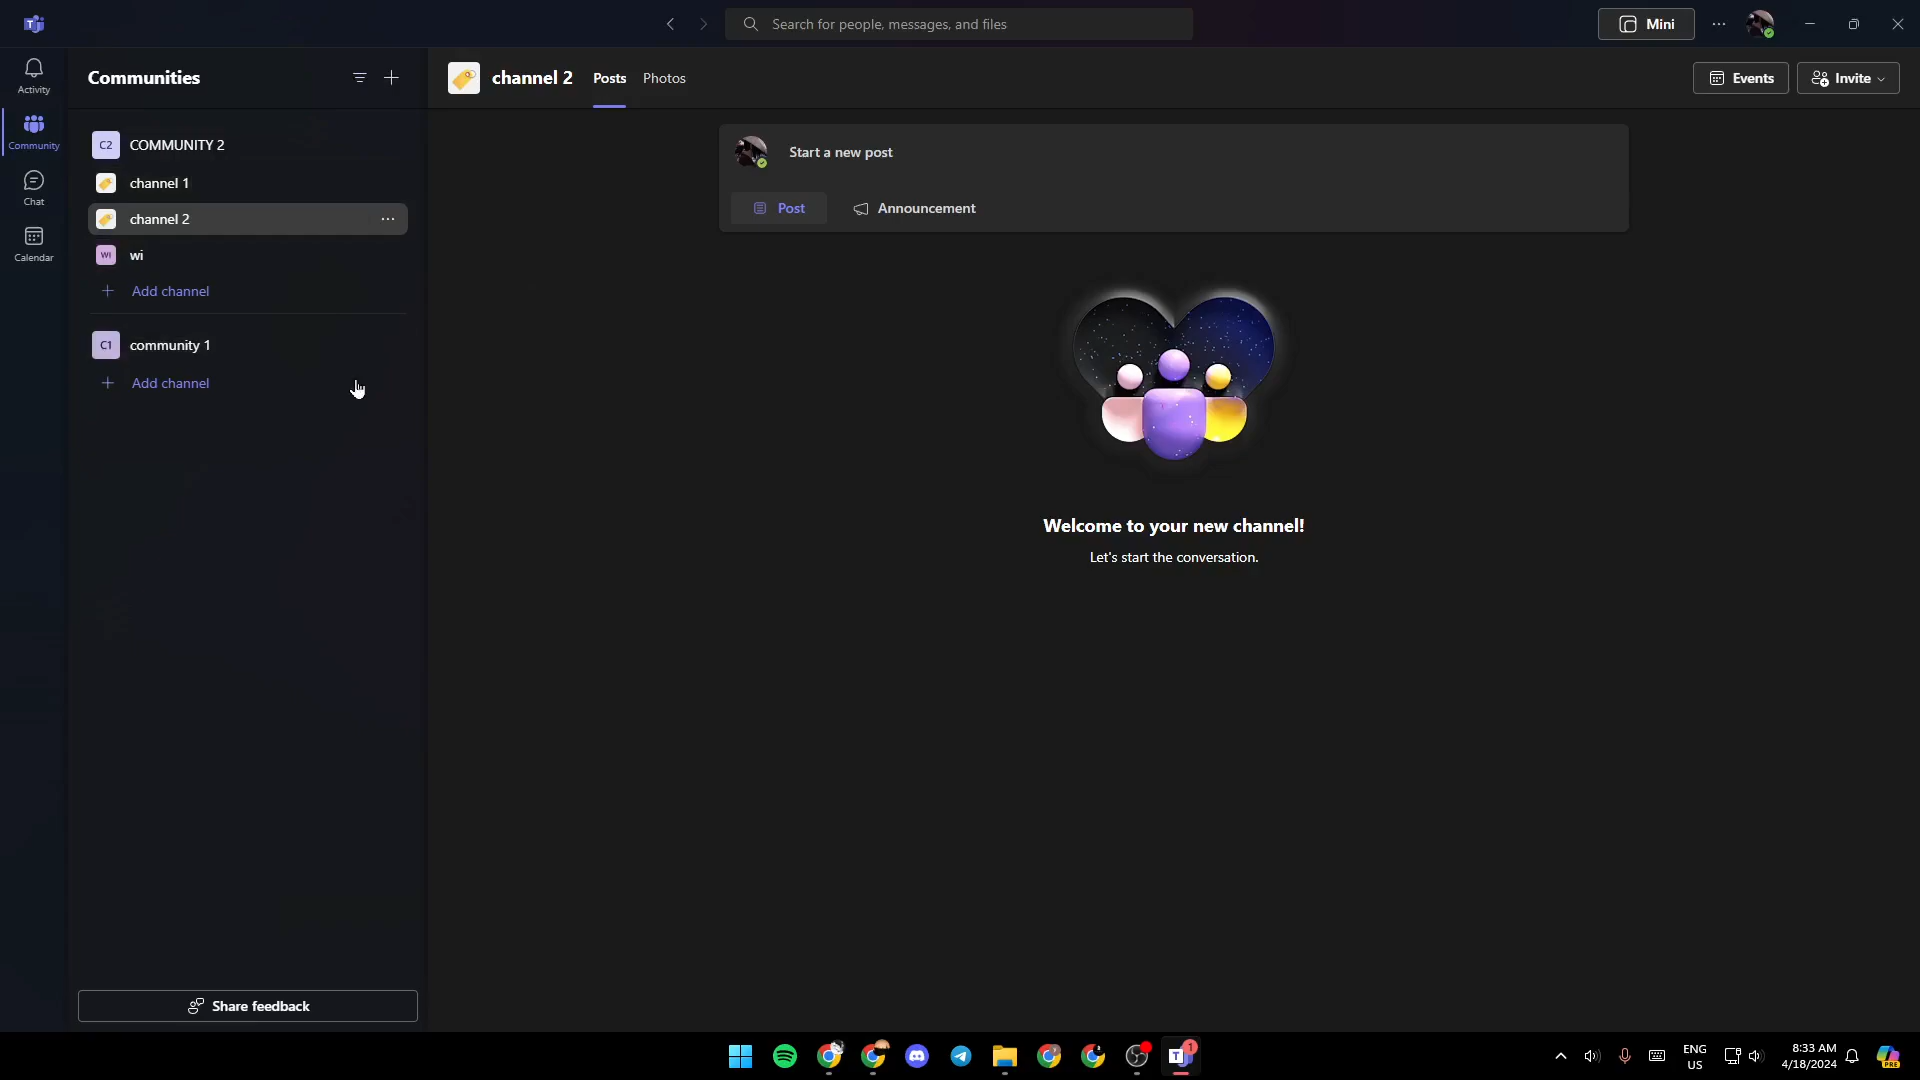 Search for people, messages, and files
Mini
Activity
Community
Chat
Calendar
Communities
C2 COMMUNITY 2
channel 1
channel 2
WI wi
Add channel
C1 community 1
Add channel
Share feedback
channel 2 Posts Photos
Events Invite
Start a new post
Post Announcement
Welcome to your new channel!
Let's start the conversation.
T 1
ENG
US
8:33 AM
4/18/2024
PRE